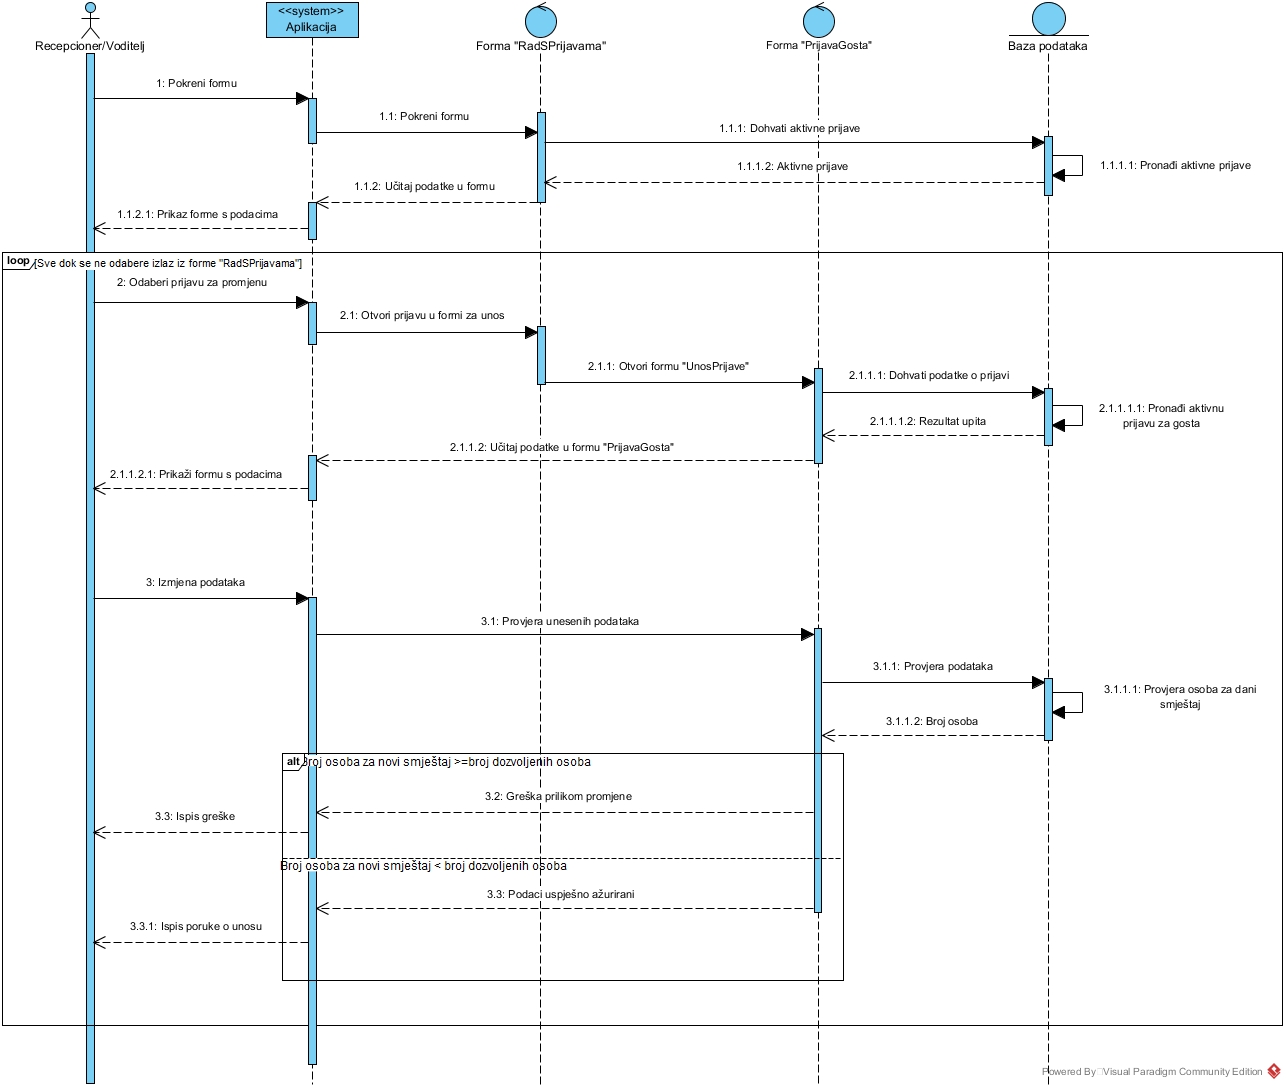 <<system>>
Aplikacija
Recepcioner/Voditelj
Forma "RadSPrijavama"
Forma "PrijavaGosta"
Baza podataka
1: Pokreni formu
1.1: Pokreni formu
1.1.1: Dohvati aktivne prijave
1.1.1.1: Pronađi aktivne prijave
1.1.1.2: Aktivne prijave
1.1.2: Učitaj podatke u formu
1.1.2.1: Prikaz forme s podacima
loop
[Sve dok se ne odabere izlaz iz forme "RadSPrijavama"]
2: Odaberi prijavu za promjenu
2.1: Otvori prijavu u formi za unos
2.1.1: Otvori formu "UnosPrijave"
2.1.1.1: Dohvati podatke o prijavi
2.1.1.1.1: Pronađi aktivnu
prijavu za gosta
2.1.1.1.2: Rezultat upita
2.1.1.2: Učitaj podatke u formu "PrijavaGosta"
2.1.1.2.1: Prikaži formu s podacima
3: Izmjena podataka
3.1: Provjera unesenih podataka
3.1.1: Provjera podataka
3.1.1.1: Provjera osoba za dani
smještaj
3.1.1.2: Broj osoba
alt
Broj osoba za novi smještaj >=broj dozvoljenih osoba
3.2: Greška prilikom promjene
3.3: Ispis greške
Broj osoba za novi smještaj < broj dozvoljenih osoba
3.3: Podaci uspješno ažurirani
3.3.1: Ispis poruke o unosu
Powered By Visual Paradigm Community Edition